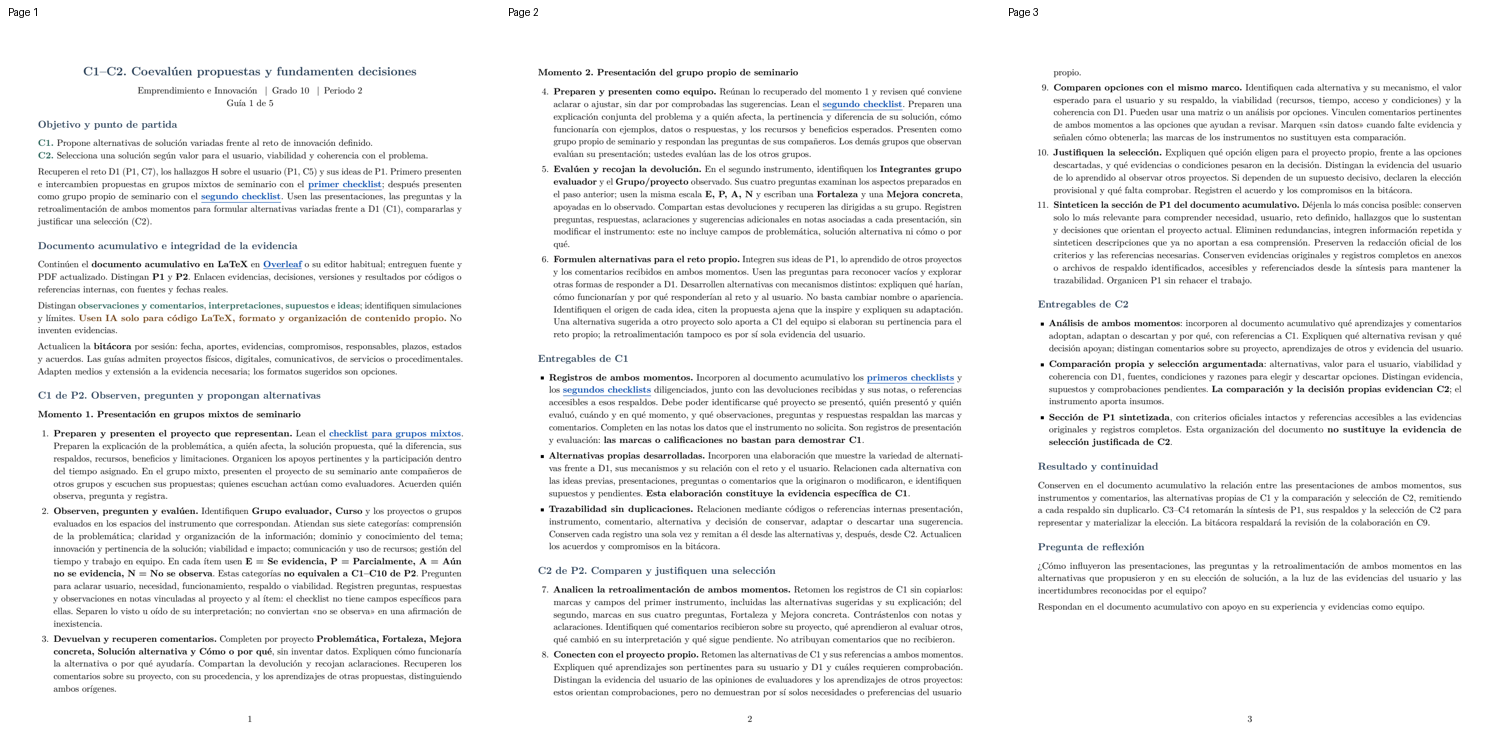 Page 1
C1–C2. Coevalúen propuestas y fundamenten decisiones
Emprendimiento e Innovación | Grado 10 | Periodo 2
Guía 1 de 5
Objetivo y punto de partida
C1. Propone alternativas de solución variadas frente al reto de innovación definido.
C2. Selecciona una solución según valor para el usuario, viabilidad y coherencia con el problema.
Recuperen el reto D1 (P1, C7), los hallazgos H sobre el usuario (P1, C5) y sus ideas de P1. Primero presenten
e intercambien propuestas en grupos mixtos de seminario con el primer checklist; después presenten
como grupo propio de seminario con el segundo checklist. Usen las presentaciones, las preguntas y la
retroalimentación de ambos momentos para formular alternativas variadas frente a D1 (C1), compararlas y
justificar una selección (C2).
Documento acumulativo e integridad de la evidencia
Continúen el documento acumulativo en LaTeX en Overleaf o su editor habitual; entreguen fuente y
PDF actualizado. Distingan P1 y P2. Enlacen evidencias, decisiones, versiones y resultados por códigos o
referencias internas, con fuentes y fechas reales.
Distingan observaciones y comentarios, interpretaciones, supuestos e ideas; identifiquen simulaciones
y límites. Usen IA solo para código LaTeX, formato y organización de contenido propio. No
inventen evidencias.
Actualicen la bitácora por sesión: fecha, aportes, evidencias, compromisos, responsables, plazos, estados
y acuerdos. Las guías admiten proyectos físicos, digitales, comunicativos, de servicios o procedimentales.
Adapten medios y extensión a la evidencia necesaria; los formatos sugeridos son opciones.
C1 de P2. Observen, pregunten y propongan alternativas
Momento 1. Presentación en grupos mixtos de seminario
1. Preparen y presenten el proyecto que representan. Lean el checklist para grupos mixtos.
Preparen la explicación de la problemática, a quién afecta, la solución propuesta, qué la diferencia, sus
respaldos, recursos, beneficios y limitaciones. Organicen los apoyos pertinentes y la participación dentro
del tiempo asignado. En el grupo mixto, presenten el proyecto de su seminario ante compañeros de
otros grupos y escuchen sus propuestas; quienes escuchan actúan como evaluadores. Acuerden quién
observa, pregunta y registra.
2. Observen, pregunten y evalúen. Identifiquen Grupo evaluador, Curso y los proyectos o grupos
evaluados en los espacios del instrumento que correspondan. Atiendan sus siete categorías: comprensión
de la problemática; claridad y organización de la información; dominio y conocimiento del tema;
innovación y pertinencia de la solución; viabilidad e impacto; comunicación y uso de recursos; gestión del
tiempo y trabajo en equipo. En cada ítem usen E = Se evidencia, P = Parcialmente, A = Aún
no se evidencia, N = No se observa. Estas categorías no equivalen a C1–C10 de P2. Pregunten
para aclarar usuario, necesidad, funcionamiento, respaldo o viabilidad. Registren preguntas, respuestas
y observaciones en notas vinculadas al proyecto y al ítem: el checklist no tiene campos específicos para
ellas. Separen lo visto u oído de su interpretación; no conviertan «no se observa» en una afirmación de
inexistencia.
3. Devuelvan y recuperen comentarios. Completen por proyecto Problemática, Fortaleza, Mejora
concreta, Solución alternativa y Cómo o por qué, sin inventar datos. Expliquen cómo funcionaría
la alternativa o por qué ayudaría. Compartan la devolución y recojan aclaraciones. Recuperen los
comentarios sobre su proyecto, con su procedencia, y los aprendizajes de otras propuestas, distinguiendo
ambos orígenes.
1
Page 2
Momento 2. Presentación del grupo propio de seminario
4. Preparen y presenten como equipo. Reúnan lo recuperado del momento 1 y revisen qué conviene
aclarar o ajustar, sin dar por comprobadas las sugerencias. Lean el segundo checklist. Preparen una
explicación conjunta del problema y a quién afecta, la pertinencia y diferencia de su solución, cómo
funcionaría con ejemplos, datos o respuestas, y los recursos y beneficios esperados. Presenten como
grupo propio de seminario y respondan las preguntas de sus compañeros. Los demás grupos que observan
evalúan su presentación; ustedes evalúan las de los otros grupos.
5. Evalúen y recojan la devolución. En el segundo instrumento, identifiquen los Integrantes grupo
evaluador y el Grupo/proyecto observado. Sus cuatro preguntas examinan los aspectos preparados en
el paso anterior; usen la misma escala E, P, A, N y escriban una Fortaleza y una Mejora concreta,
apoyadas en lo observado. Compartan estas devoluciones y recuperen las dirigidas a su grupo. Registren
preguntas, respuestas, aclaraciones y sugerencias adicionales en notas asociadas a cada presentación, sin
modificar el instrumento: este no incluye campos de problemática, solución alternativa ni cómo o por
qué.
6. Formulen alternativas para el reto propio. Integren sus ideas de P1, lo aprendido de otros proyectos
y los comentarios recibidos en ambos momentos. Usen las preguntas para reconocer vacíos y explorar
otras formas de responder a D1. Desarrollen alternativas con mecanismos distintos: expliquen qué harían,
cómo funcionarían y por qué responderían al reto y al usuario. No basta cambiar nombre o apariencia.
Identifiquen el origen de cada idea, citen la propuesta ajena que la inspire y expliquen su adaptación.
Una alternativa sugerida a otro proyecto solo aporta a C1 del equipo si elaboran su pertinencia para el
reto propio; la retroalimentación tampoco es por sí sola evidencia del usuario.
Entregables de C1
▪ Registros de ambos momentos. Incorporen al documento acumulativo los primeros checklists y
los segundos checklists diligenciados, junto con las devoluciones recibidas y sus notas, o referencias
accesibles a esos respaldos. Debe poder identificarse qué proyecto se presentó, quién presentó y quién
evaluó, cuándo y en qué momento, y qué observaciones, preguntas y respuestas respaldan las marcas y
comentarios. Completen en las notas los datos que el instrumento no solicita. Son registros de presentación
y evaluación: las marcas o calificaciones no bastan para demostrar C1.
▪ Alternativas propias desarrolladas. Incorporen una elaboración que muestre la variedad de alternati-
vas frente a D1, sus mecanismos y su relación con el reto y el usuario. Relacionen cada alternativa con
las ideas previas, presentaciones, preguntas o comentarios que la originaron o modificaron, e identifiquen
supuestos y pendientes. Esta elaboración constituye la evidencia específica de C1.
▪ Trazabilidad sin duplicaciones. Relacionen mediante códigos o referencias internas presentación,
instrumento, comentario, alternativa y decisión de conservar, adaptar o descartar una sugerencia.
Conserven cada registro una sola vez y remitan a él desde las alternativas y, después, desde C2. Actualicen
los acuerdos y compromisos en la bitácora.
C2 de P2. Comparen y justifiquen una selección
7. Analicen la retroalimentación de ambos momentos. Retomen los registros de C1 sin copiarlos:
marcas y campos del primer instrumento, incluidas las alternativas sugeridas y su explicación; del
segundo, marcas en sus cuatro preguntas, Fortaleza y Mejora concreta. Contrástenlos con notas y
aclaraciones. Identifiquen qué comentarios recibieron sobre su proyecto, qué aprendieron al evaluar otros,
qué cambió en su interpretación y qué sigue pendiente. No atribuyan comentarios que no recibieron.
8. Conecten con el proyecto propio. Retomen las alternativas de C1 y sus referencias a ambos momentos.
Expliquen qué aprendizajes son pertinentes para su usuario y D1 y cuáles requieren comprobación.
Distingan la evidencia del usuario de las opiniones de evaluadores y los aprendizajes de otros proyectos:
estos orientan comprobaciones, pero no demuestran por sí solos necesidades o preferencias del usuario
2
Page 3
propio.
9. Comparen opciones con el mismo marco. Identifiquen cada alternativa y su mecanismo, el valor
esperado para el usuario y su respaldo, la viabilidad (recursos, tiempo, acceso y condiciones) y la
coherencia con D1. Pueden usar una matriz o un análisis por opciones. Vinculen comentarios pertinentes
de ambos momentos a las opciones que ayudan a revisar. Marquen «sin datos» cuando falte evidencia y
señalen cómo obtenerla; las marcas de los instrumentos no sustituyen esta comparación.
10. Justifiquen la selección. Expliquen qué opción eligen para el proyecto propio, frente a las opciones
descartadas, y qué evidencias o condiciones pesaron en la decisión. Distingan la evidencia del usuario
de lo aprendido al observar otros proyectos. Si dependen de un supuesto decisivo, declaren la elección
provisional y qué falta comprobar. Registren el acuerdo y los compromisos en la bitácora.
11. Sinteticen la sección de P1 del documento acumulativo. Déjenla lo más concisa posible: conserven
solo lo más relevante para comprender necesidad, usuario, reto definido, hallazgos que lo sustentan
y decisiones que orientan el proyecto actual. Eliminen redundancias, integren información repetida y
sinteticen descripciones que ya no aportan a esa comprensión. Preserven la redacción oficial de los
criterios y las referencias necesarias. Conserven evidencias originales y registros completos en anexos
o archivos de respaldo identificados, accesibles y referenciados desde la síntesis para mantener la
trazabilidad. Organicen P1 sin rehacer el trabajo.
Entregables de C2
▪ Análisis de ambos momentos: incorporen al documento acumulativo qué aprendizajes y comentarios
adoptan, adaptan o descartan y por qué, con referencias a C1. Expliquen qué alternativa revisan y qué
decisión apoyan; distingan comentarios sobre su proyecto, aprendizajes de otros y evidencia del usuario.
▪ Comparación propia y selección argumentada: alternativas, valor para el usuario, viabilidad y
coherencia con D1, fuentes, condiciones y razones para elegir y descartar opciones. Distingan evidencia,
supuestos y comprobaciones pendientes. La comparación y la decisión propias evidencian C2; el
instrumento aporta insumos.
▪ Sección de P1 sintetizada, con criterios oficiales intactos y referencias accesibles a las evidencias
originales y registros completos. Esta organización del documento no sustituye la evidencia de
selección justificada de C2.
Resultado y continuidad
Conserven en el documento acumulativo la relación entre las presentaciones de ambos momentos, sus
instrumentos y comentarios, las alternativas propias de C1 y la comparación y selección de C2, remitiendo
a cada respaldo sin duplicarlo. C3–C4 retomarán la síntesis de P1, sus respaldos y la selección de C2 para
representar y materializar la elección. La bitácora respaldará la revisión de la colaboración en C9.
Pregunta de reflexión
¿Cómo influyeron las presentaciones, las preguntas y la retroalimentación de ambos momentos en las
alternativas que propusieron y en su elección de solución, a la luz de las evidencias del usuario y las
incertidumbres reconocidas por el equipo?
Respondan en el documento acumulativo con apoyo en su experiencia y evidencias como equipo.
3